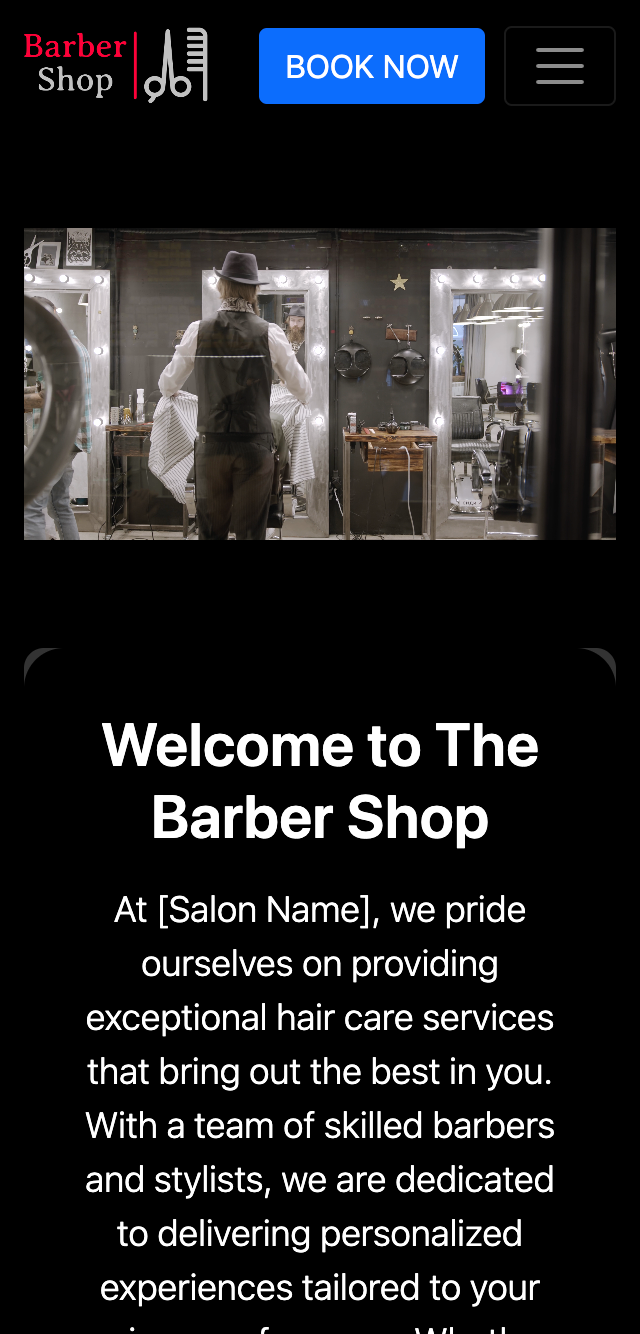 Barber
Shop
BOOK NOW
Welcome to The
Barber Shop
At [Salon Name], we pride
ourselves on providing
exceptional hair care services
that bring out the best in you.
With a team of skilled barbers
and stylists, we are dedicated
to delivering personalized
experiences tailored to your